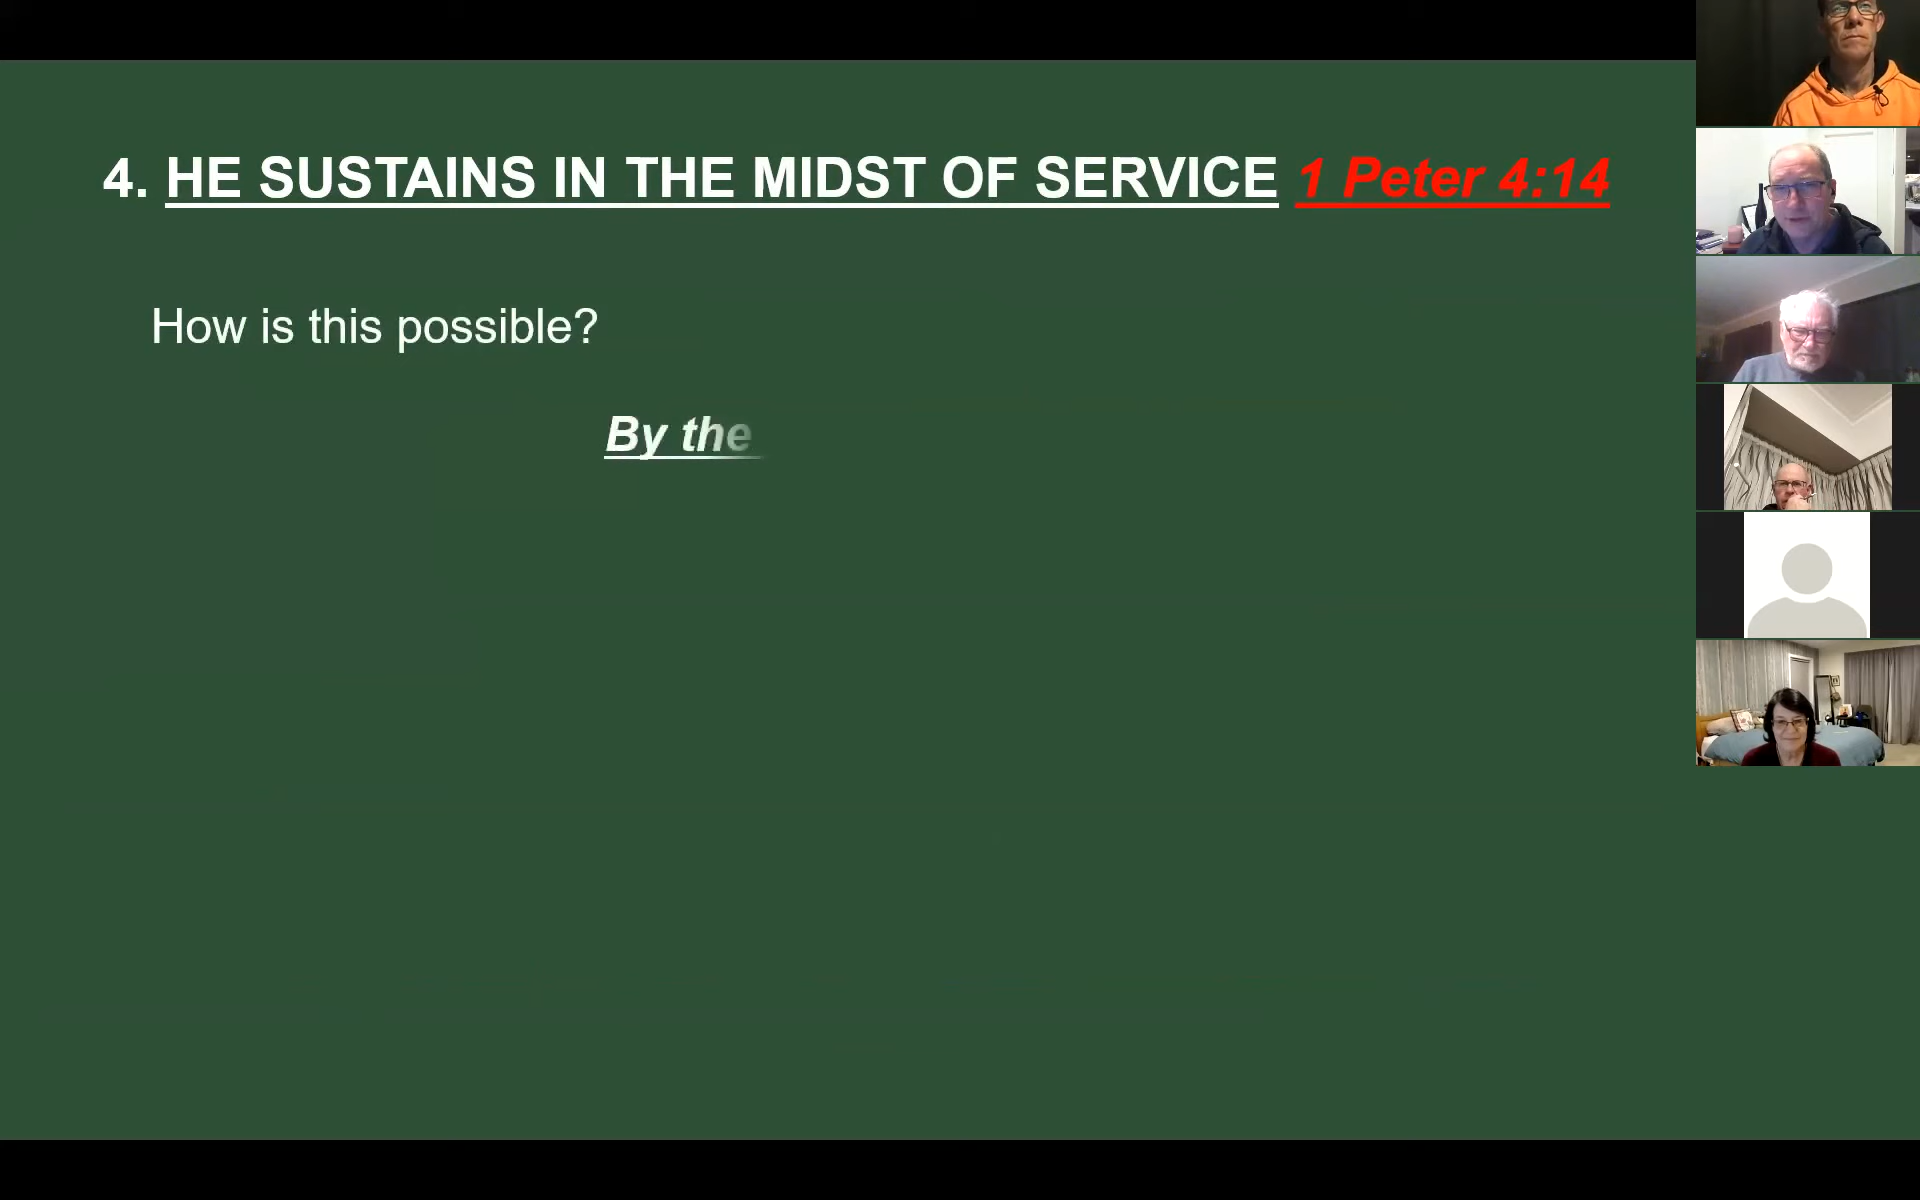 4. HE SUSTAINS IN THE MIDST OF SERVICE 1 Peter 4:14
How is this possible?
By the